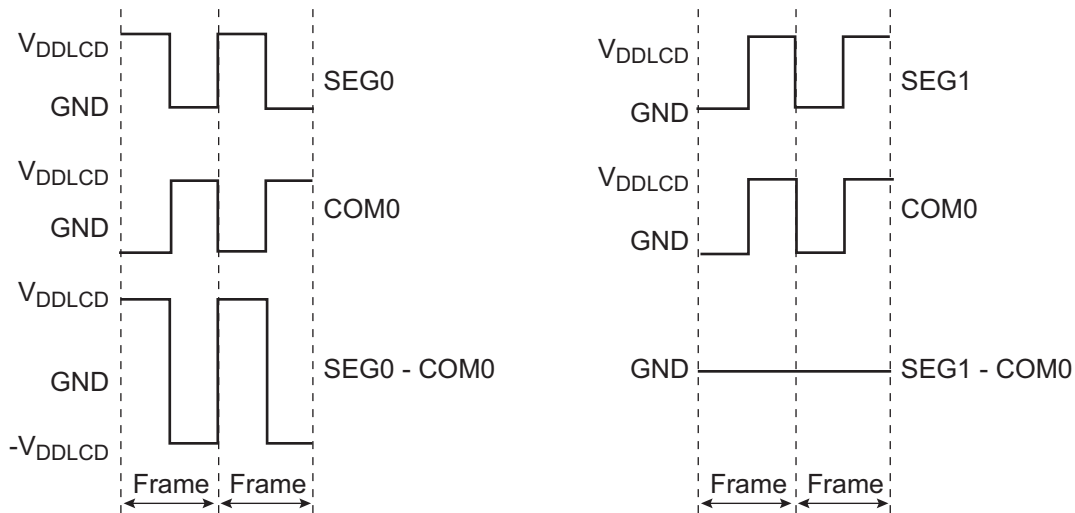 VDDLCD
GND
SEG0
VDDLCD
GND
COM0
VDDLCD
GND
-VDDLCD
SEG0 - COM0
Frame Frame
VDDLCD
GND
SEG1
VDDLCD
GND
COM0
GND
SEG1 - COM0
Frame Frame